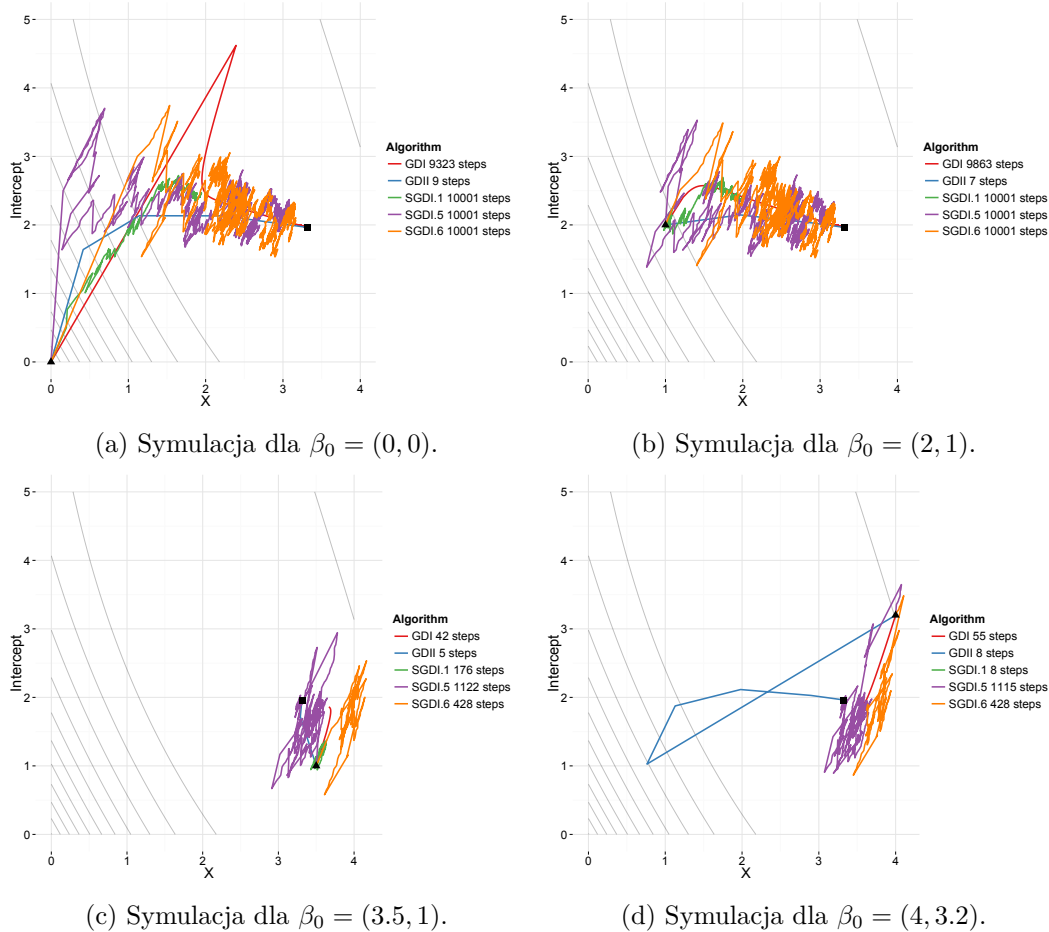 5
4
3
2
1
0
Intercept
0 1 2 3 4
X
Algorithm
GDI 9323 steps
GDII 9 steps
SGDI.1 10001 steps
SGDI.5 10001 steps
SGDI.6 10001 steps
(a) Symulacja dla β₀ = (0, 0).
5
4
3
2
1
0
Intercept
0 1 2 3 4
X
Algorithm
GDI 9863 steps
GDII 7 steps
SGDI.1 10001 steps
SGDI.5 10001 steps
SGDI.6 10001 steps
(b) Symulacja dla β₀ = (2, 1).
5
4
3
2
1
0
Intercept
0 1 2 3 4
X
Algorithm
GDI 42 steps
GDII 5 steps
SGDI.1 176 steps
SGDI.5 1122 steps
SGDI.6 428 steps
(c) Symulacja dla β₀ = (3.5, 1).
5
4
3
2
1
0
Intercept
0 1 2 3 4
X
Algorithm
GDI 55 steps
GDII 8 steps
SGDI.1 8 steps
SGDI.5 1115 steps
SGDI.6 428 steps
(d) Symulacja dla β₀ = (4, 3.2).